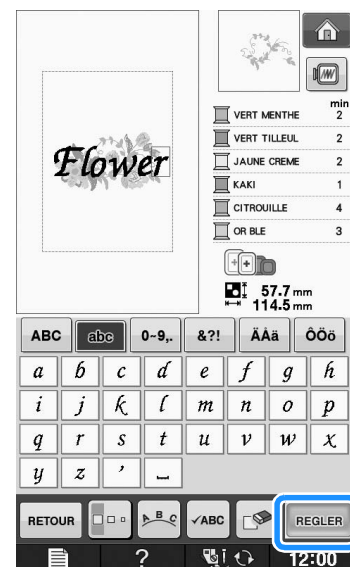 min
VERT MENTHE 2
VERT TILLEUL 2
JAUNE CREME 2
Flower
KAKI 1
CITROUILLE 4
OR BLE 3
57.7 mm
114.5 mm
ABC abc 0~9,. &?! ÄÅä ÔÖö
a b c d e f g h
i j k l m n o p
q r s t u v w x
y z ’ ⎵
RETOUR A B C ✓ABC REGLER
? 12:00